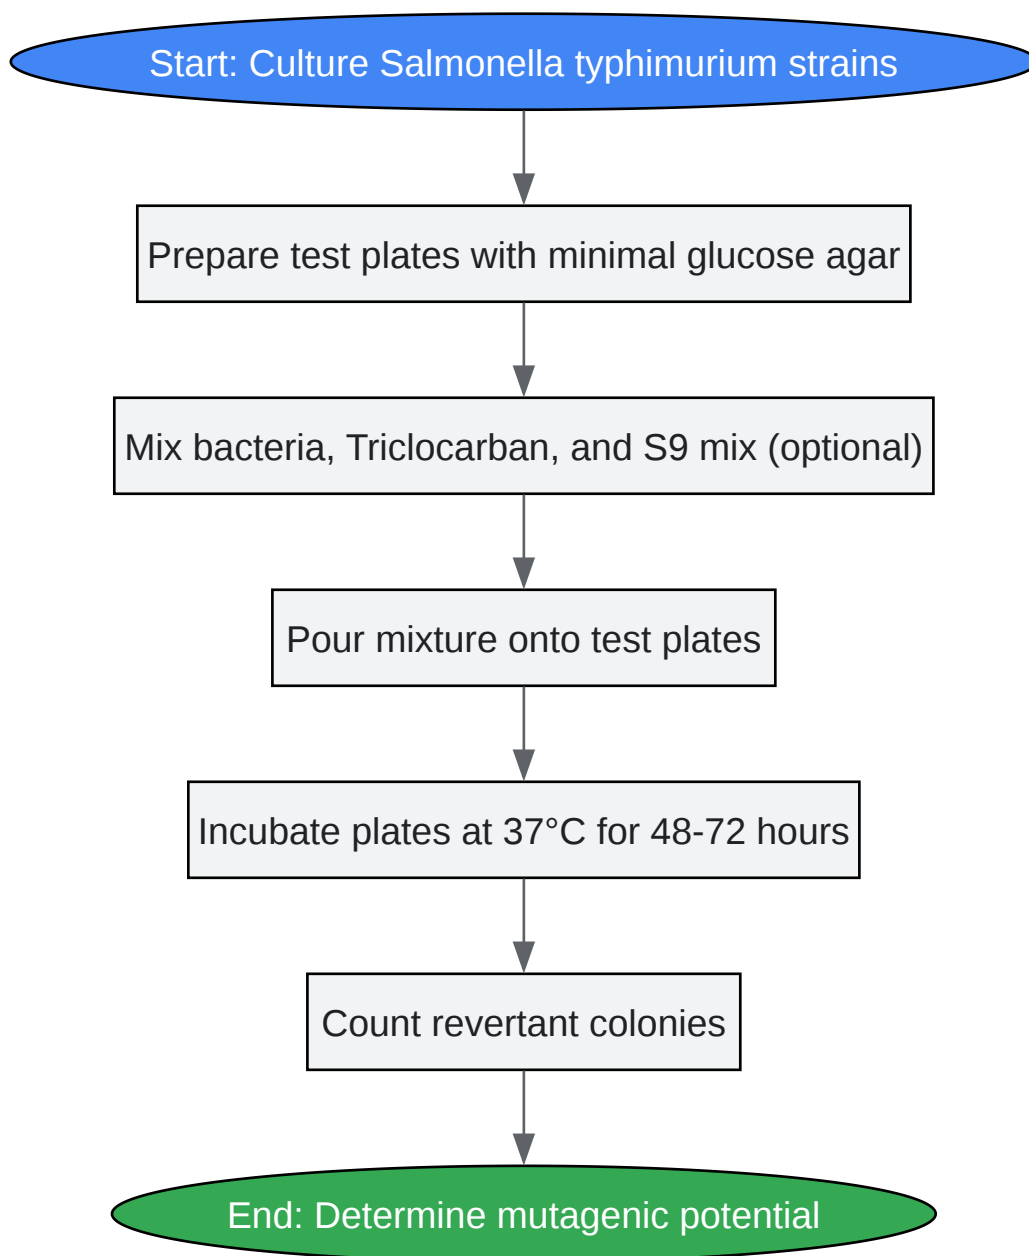 Start: Culture Salmonella typhimurium strains
Prepare test plates with minimal glucose agar
Mix bacteria, Triclocarban, and S9 mix (optional)
Pour mixture onto test plates
Incubate plates at 37°C for 48-72 hours
Count revertant colonies
End: Determine mutagenic potential